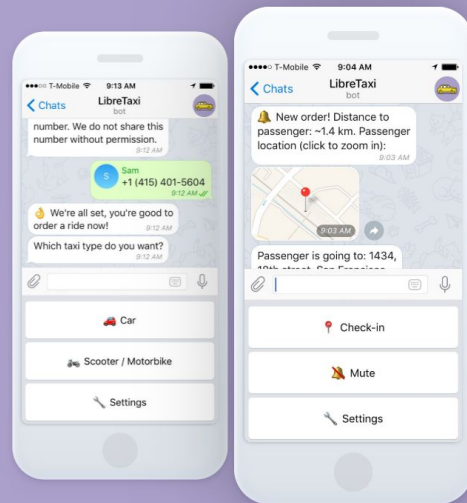 ●●●○○ T-Mobile 9:13 AM
Chats
LibreTaxi
bot
number. We do not share this
number without permission.
9:12 AM
S
Sam
+1 (415) 401-5604
9:12 AM
👌 We're all set, you're good to
order a ride now!
9:12 AM
Which taxi type do you want?
9:12 AM
🚗 Car
🏍 Scooter / Motorbike
🔧 Settings
●●●●○ T-Mobile 9:04 AM
Chats
LibreTaxi
bot
🔔 New order! Distance to
passenger: ~1.4 km. Passenger
location (click to zoom in):
9:03 AM
9:03 AM
Passenger is going to: 1434,
19th street, San Francisco
📍 Check-in
🔕 Mute
🔧 Settings